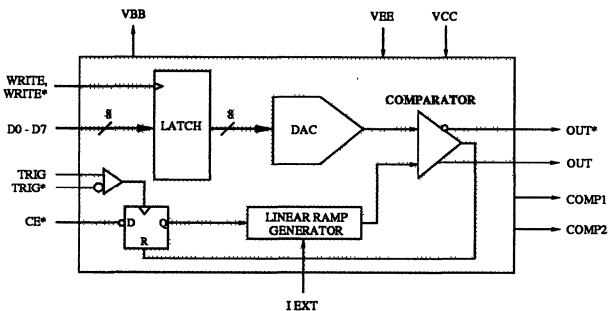 VBB
VEE
VCC
WRITE,
WRITE*
8
8
COMPARATOR
D0 - D7
LATCH
DAC
OUT*
TRIG
TRIG*
OUT
COMP1
CE*
D
Q
R
LINEAR RAMP
GENERATOR
COMP2
I EXT